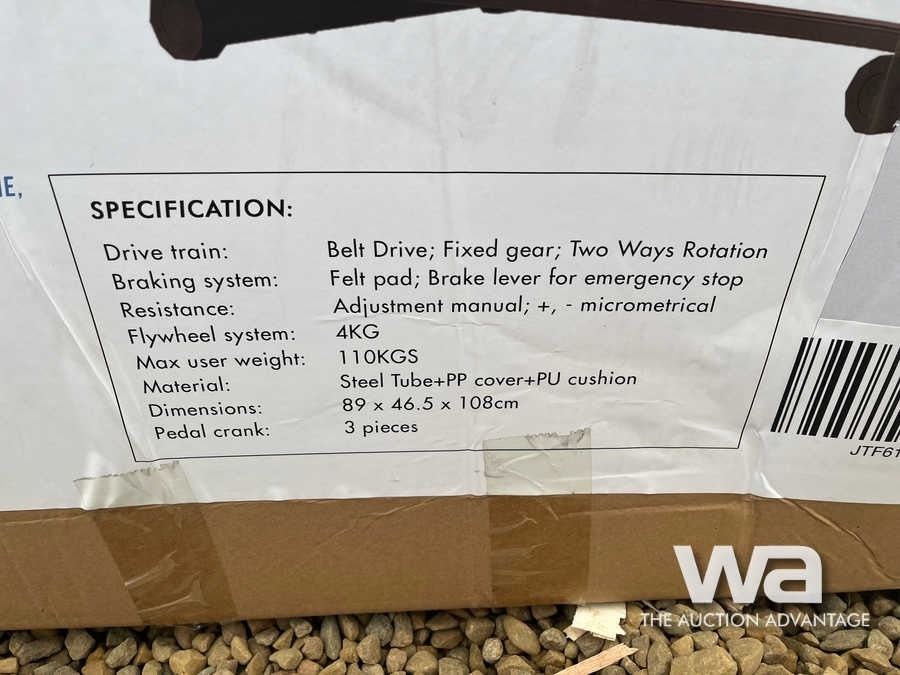 IE,
SPECIFICATION:
Drive train: Belt Drive; Fixed gear; Two Ways Rotation
Braking system: Felt pad; Brake lever for emergency stop
Resistance: Adjustment manual; +, - micrometrical
Flywheel system: 4KG
Max user weight: 110KGS
Material: Steel Tube+PP cover+PU cushion
Dimensions: 89 x 46.5 x 108cm
Pedal crank: 3 pieces
JTF61
wa
THE AUCTION ADVANTAGE